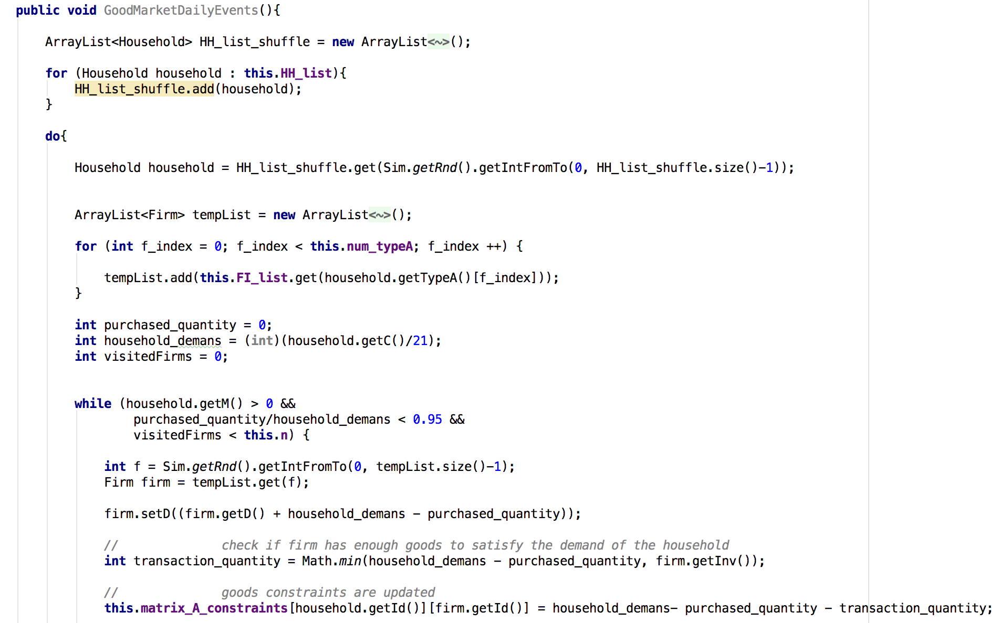 public void GoodMarketDailyEvents(){
ArrayList<Household> HH_list_shuffle = new ArrayList<~>();
for (Household household : this.HH_list){
HH_list_shuffle.add(household);
}
do{
Household household = HH_list_shuffle.get(Sim.getRnd().getIntFromTo(0, HH_list_shuffle.size()-1));
ArrayList<Firm> tempList = new ArrayList<~>();
for (int f_index = 0; f_index < this.num_typeA; f_index ++) {
tempList.add(this.FI_list.get(household.getTypeA()[f_index]));
}
int purchased_quantity = 0;
int household_demans = (int)(household.getC()/21);
int visitedFirms = 0;
while (household.getM() > 0 &&
purchased_quantity/household_demans < 0.95 &&
visitedFirms < this.n) {
int f = Sim.getRnd().getIntFromTo(0, tempList.size()-1);
Firm firm = tempList.get(f);
firm.setD((firm.getD() + household_demans - purchased_quantity));
// check if firm has enough goods to satisfy the demand of the household
int transaction_quantity = Math.min(household_demans - purchased_quantity, firm.getInv());
// goods constraints are updated
this.matrix_A_constraints[household.getId()][firm.getId()] = household_demans- purchased_quantity - transaction_quantity;